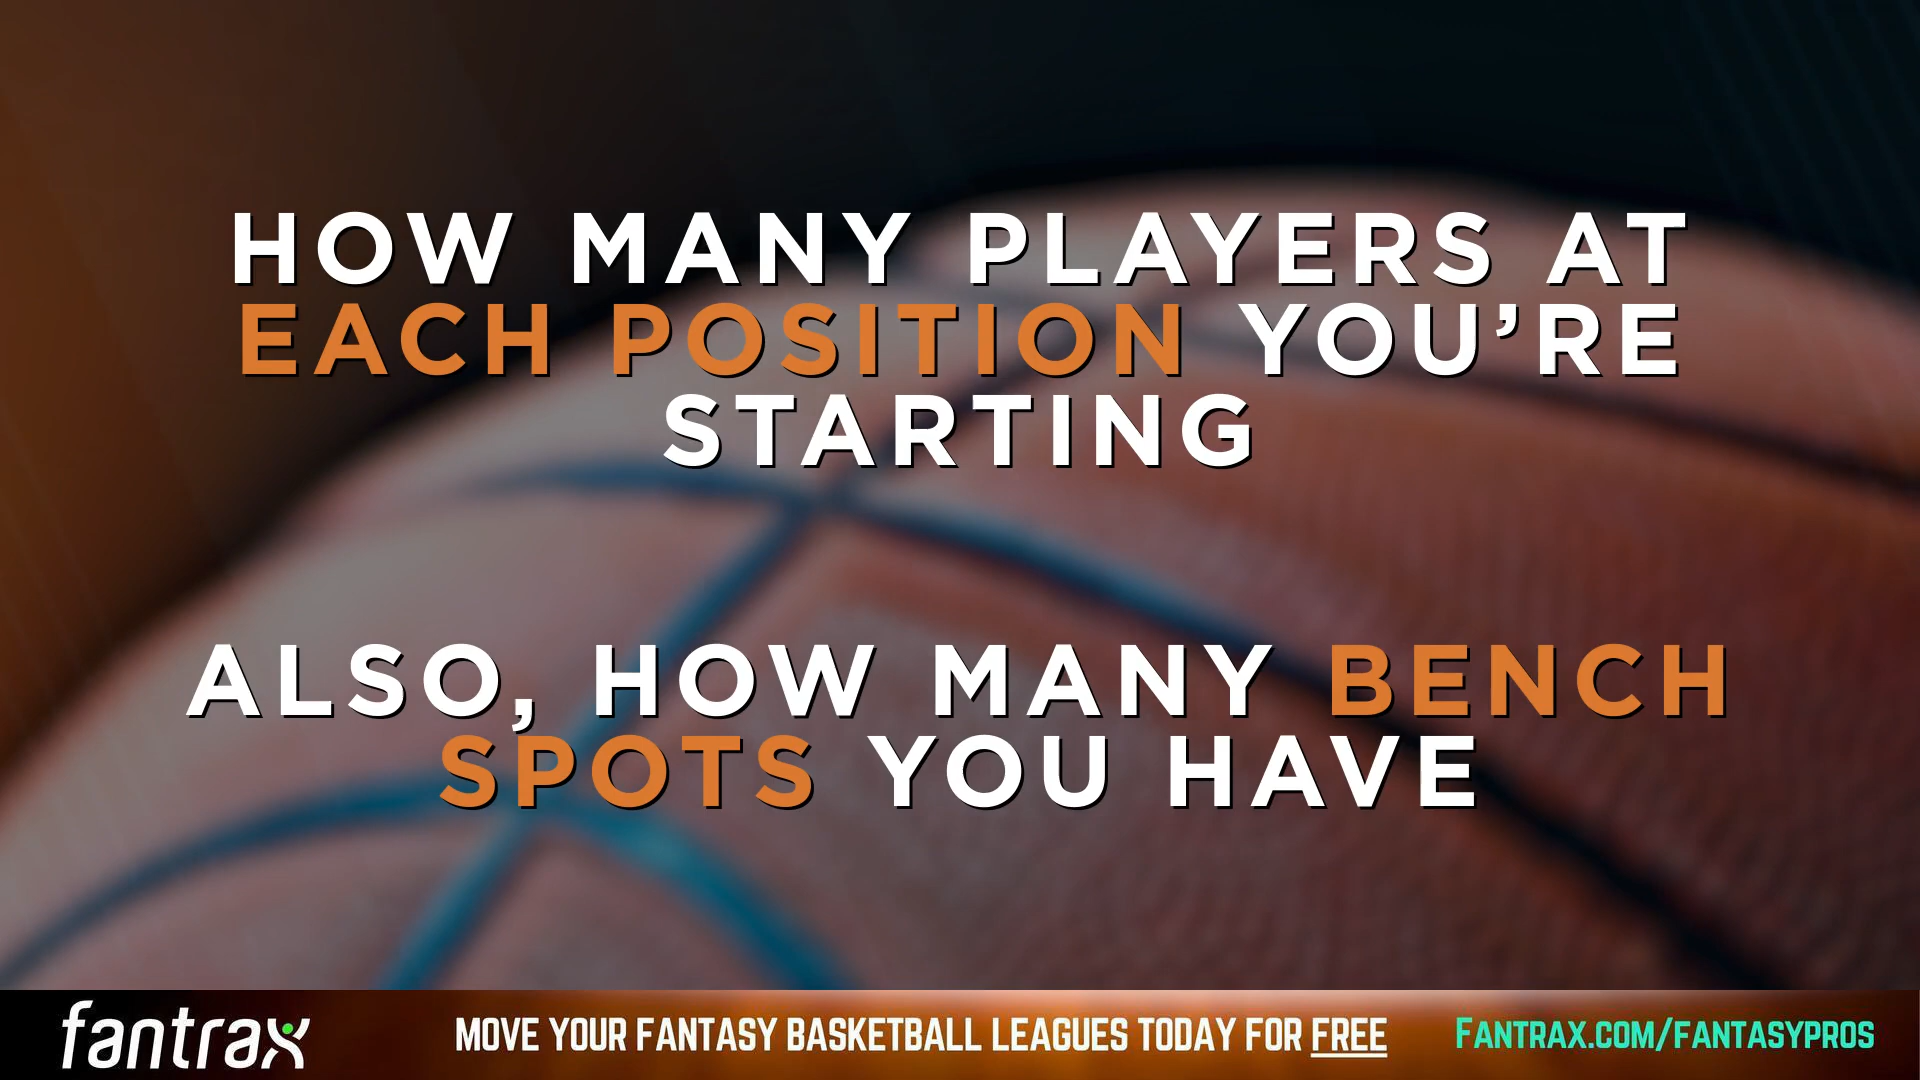 HOW MANY PLAYERS AT
EACH POSITION YOU’RE
STARTING
ALSO, HOW MANY BENCH
SPOTS YOU HAVE
fantrax
MOVE YOUR FANTASY BASKETBALL LEAGUES TODAY FOR FREE
FANTRAX.COM/FANTASYPROS